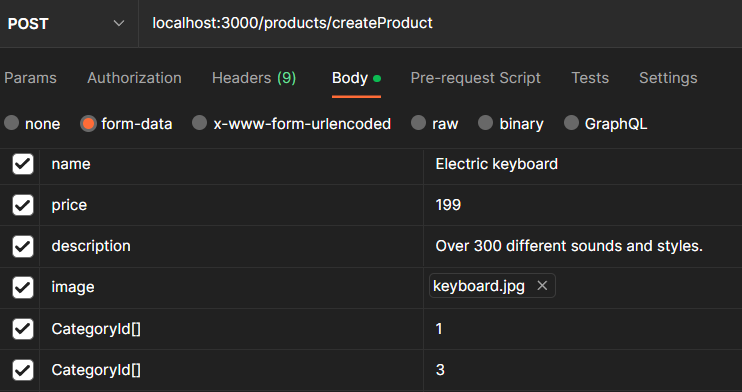 POST localhost:3000/products/createProduct
Params Authorization Headers (9) Body Pre-request Script Tests Settings
none form-data x-www-form-urlencoded raw binary GraphQL
name Electric keyboard
price 199
description Over 300 different sounds and styles.
image keyboard.jpg
CategoryId[] 1
CategoryId[] 3